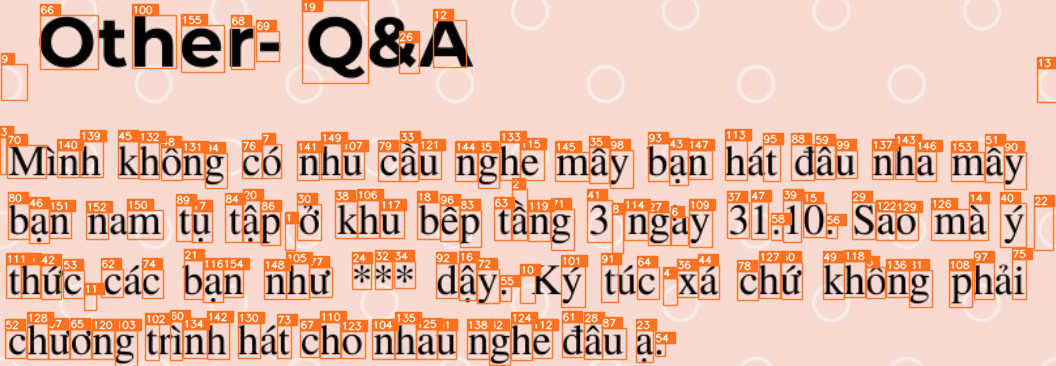 Other- Q&A
Mình không có nhu cầu nghe mấy bạn hát đâu nha mấy
bạn nam tụ tập ở khu bếp tầng 3 ngày 31.10. Sao mà ý
thức các bạn như *** dậy. Ký túc xá chứ không phải
chương trình hát cho nhau nghe đâu ạ.